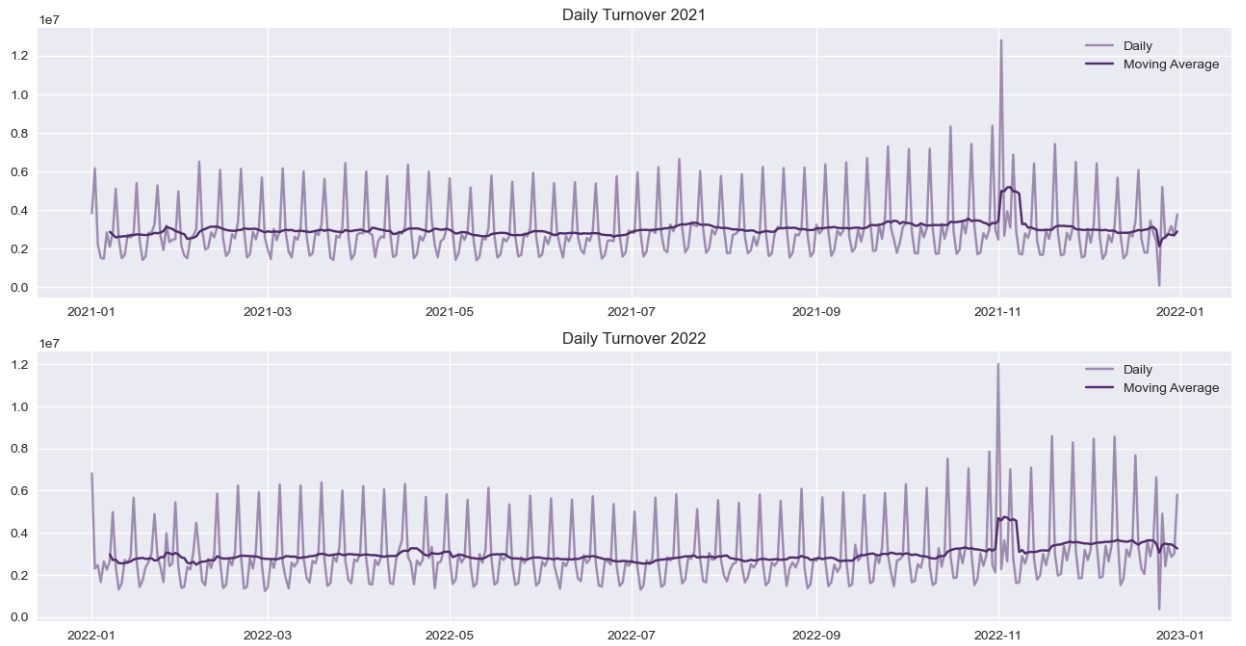 Daily Turnover 2021
1e7
Daily
Moving Average
1.2
1.0
0.8
0.6
0.4
0.2
0.0
2021-01 2021-03 2021-05 2021-07 2021-09 2021-11 2022-01
Daily Turnover 2022
1e7
Daily
Moving Average
1.2
1.0
0.8
0.6
0.4
0.2
0.0
2022-01 2022-03 2022-05 2022-07 2022-09 2022-11 2023-01